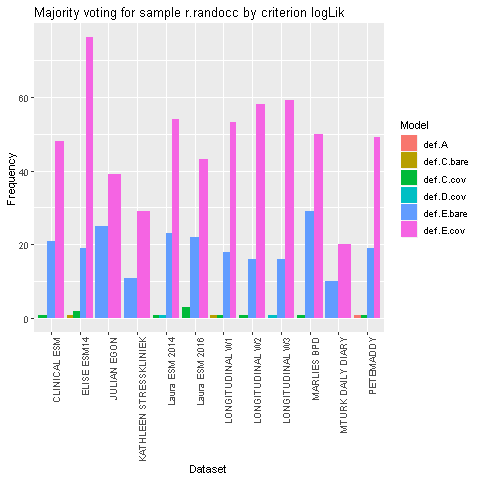 Majority voting for sample r.randocc by criterion logLik
Frequency
60
40
20
0
CLINICAL ESM
ELISE ESM14
JULIAN EGON
KATHLEEN STRESSKLINIEK
Laura ESM 2014
Laura ESM 2016
LONGITUDINAL W1
LONGITUDINAL W2
LONGITUDINAL W3
MARLIES BPD
MTURK DAILY DIARY
PETEMADDY
Dataset
Model
def.A
def.C.bare
def.C.cov
def.D.cov
def.E.bare
def.E.cov